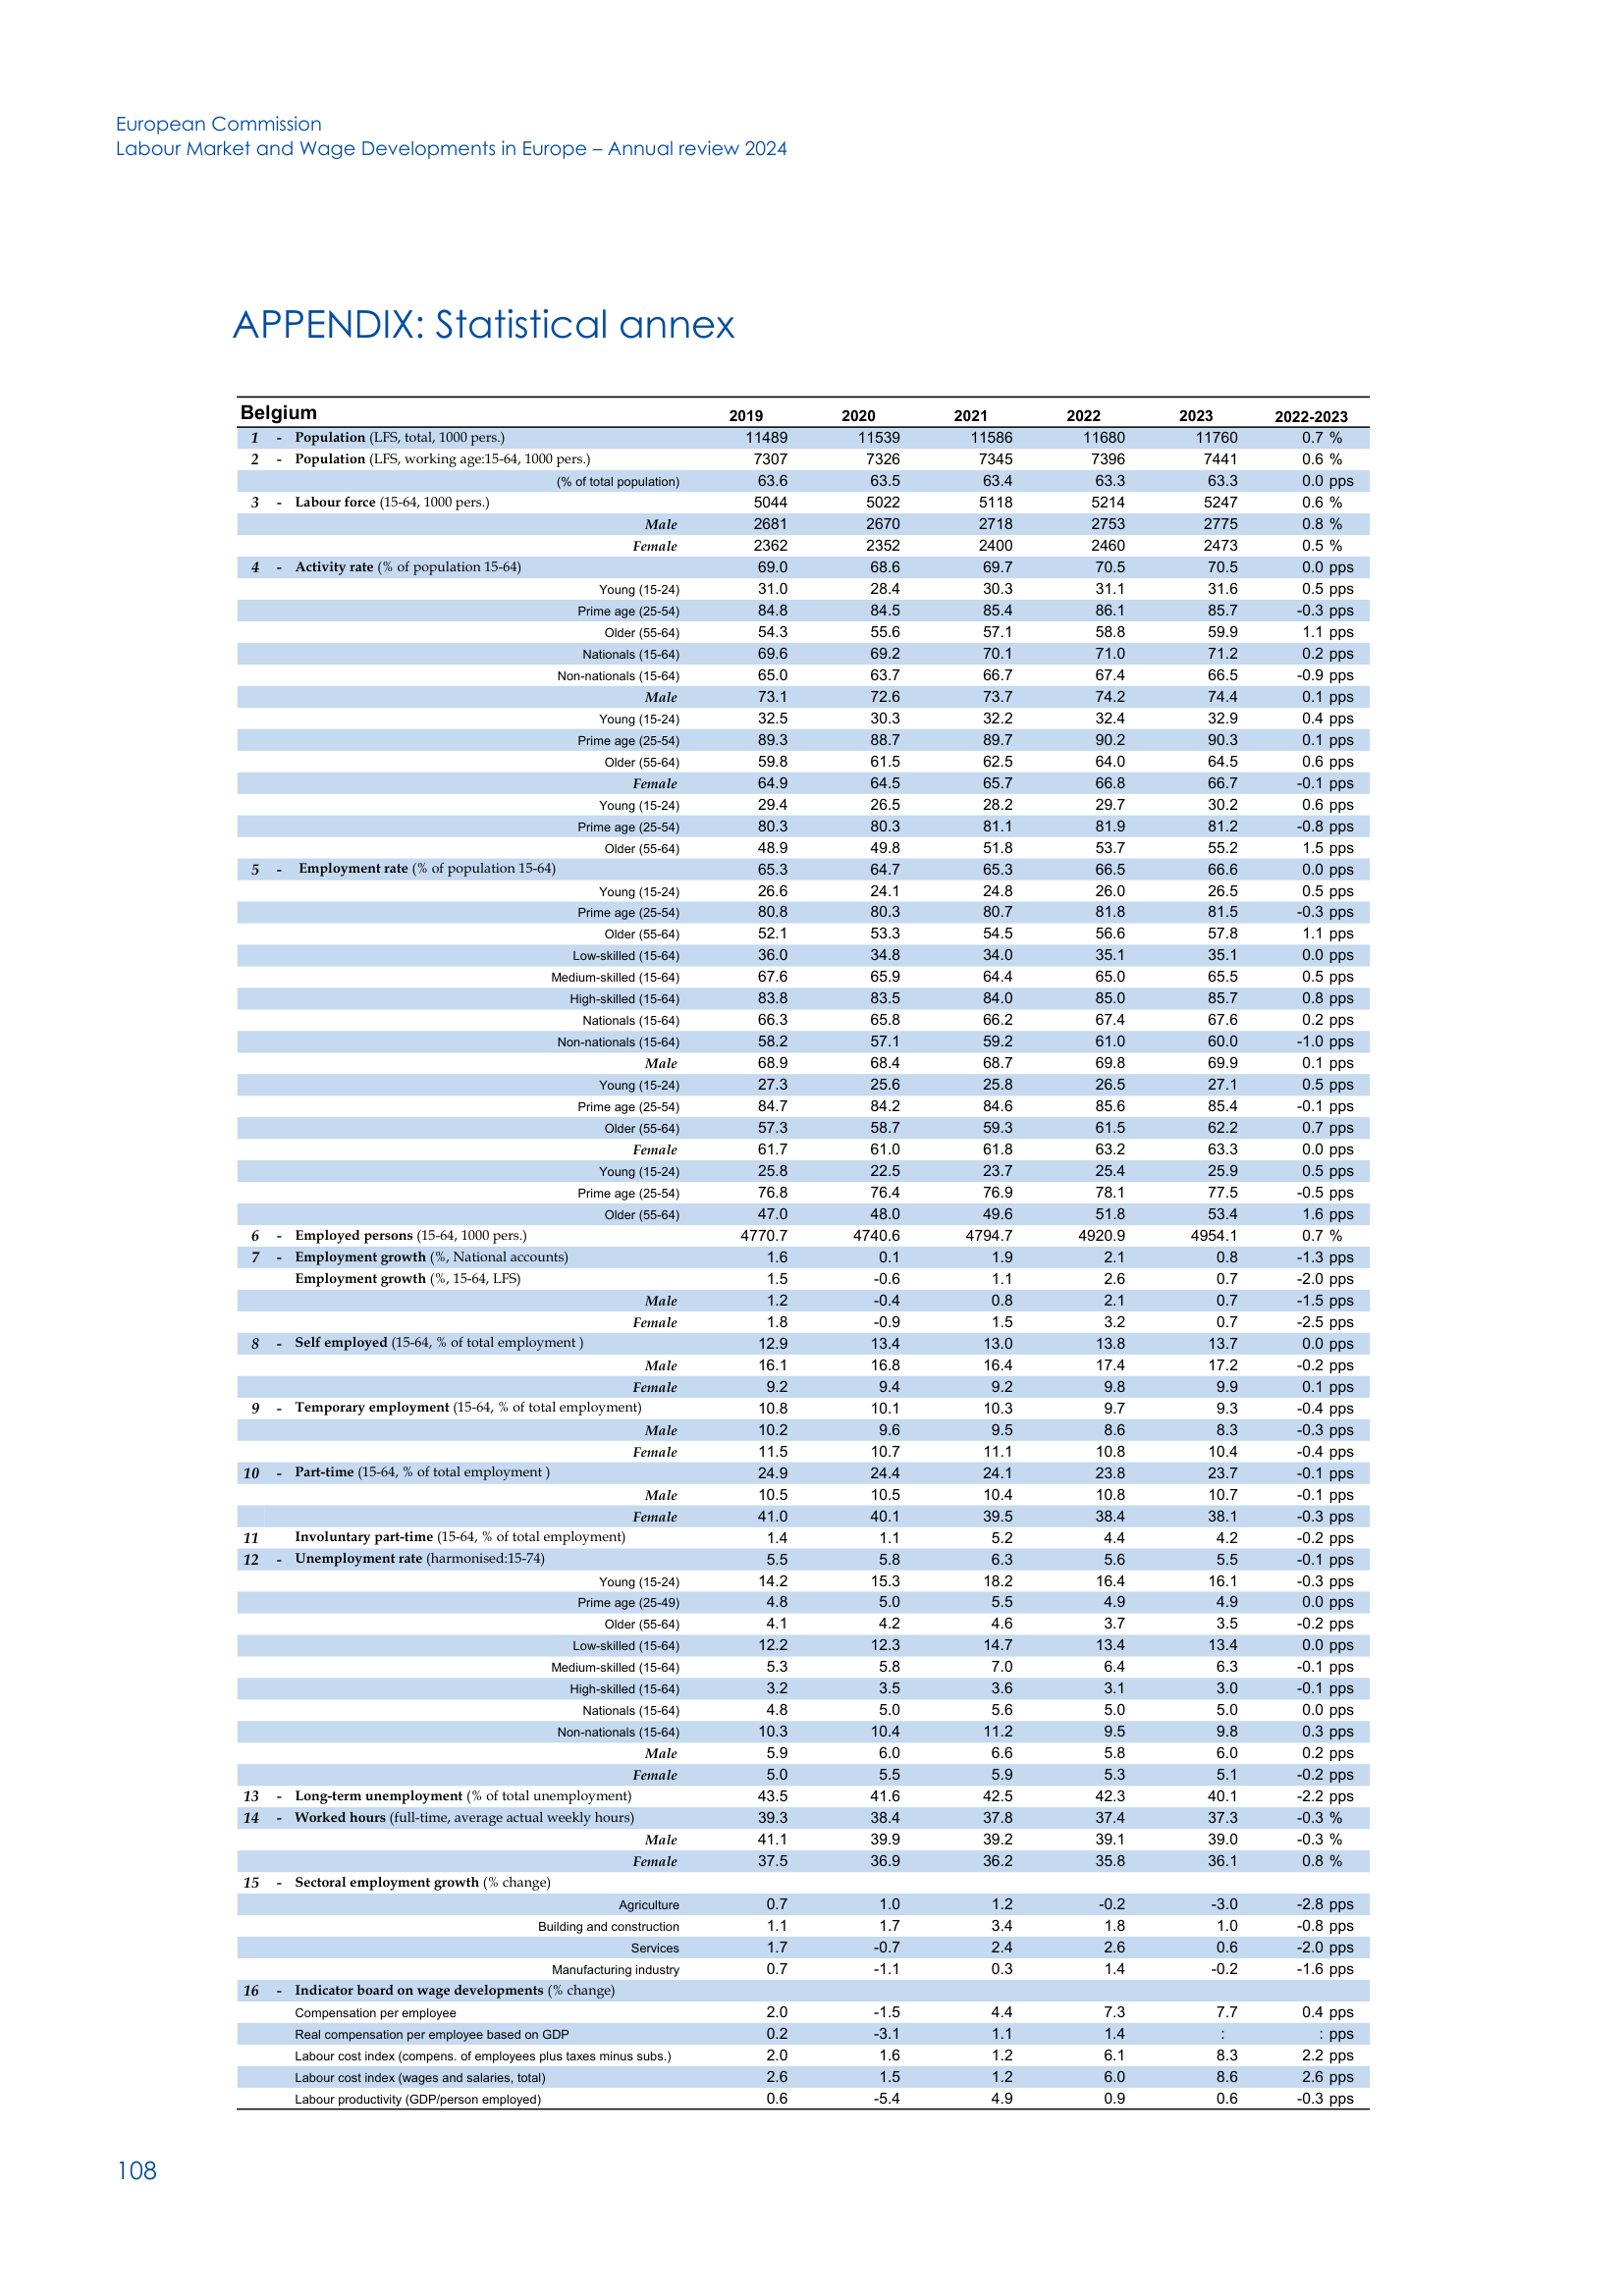 European Commission
Labour Market and Wage Developments in Europe – Annual review 2024
APPENDIX: Statistical annex
Belgium 2019 2020 2021 2022 2023 2022-2023
1 - Population (LFS, total, 1000 pers.) 11489 11539 11586 11680 11760 0.7 %
2 - Population (LFS, working age:15-64, 1000 pers.) 7307 7326 7345 7396 7441 0.6 %
(% of total population) 63.6 63.5 63.4 63.3 63.3 0.0 pps
3 - Labour force (15-64, 1000 pers.) 5044 5022 5118 5214 5247 0.6 %
Male 2681 2670 2718 2753 2775 0.8 %
Female 2362 2352 2400 2460 2473 0.5 %
4 - Activity rate (% of population 15-64) 69.0 68.6 69.7 70.5 70.5 0.0 pps
Young (15-24) 31.0 28.4 30.3 31.1 31.6 0.5 pps
Prime age (25-54) 84.8 84.5 85.4 86.1 85.7 -0.3 pps
Older (55-64) 54.3 55.6 57.1 58.8 59.9 1.1 pps
Nationals (15-64) 69.6 69.2 70.1 71.0 71.2 0.2 pps
Non-nationals (15-64) 65.0 63.7 66.7 67.4 66.5 -0.9 pps
Male 73.1 72.6 73.7 74.2 74.4 0.1 pps
Young (15-24) 32.5 30.3 32.2 32.4 32.9 0.4 pps
Prime age (25-54) 89.3 88.7 89.7 90.2 90.3 0.1 pps
Older (55-64) 59.8 61.5 62.5 64.0 64.5 0.6 pps
Female 64.9 64.5 65.7 66.8 66.7 -0.1 pps
Young (15-24) 29.4 26.5 28.2 29.7 30.2 0.6 pps
Prime age (25-54) 80.3 80.3 81.1 81.9 81.2 -0.8 pps
Older (55-64) 48.9 49.8 51.8 53.7 55.2 1.5 pps
5 - Employment rate (% of population 15-64) 65.3 64.7 65.3 66.5 66.6 0.0 pps
Young (15-24) 26.6 24.1 24.8 26.0 26.5 0.5 pps
Prime age (25-54) 80.8 80.3 80.7 81.8 81.5 -0.3 pps
Older (55-64) 52.1 53.3 54.5 56.6 57.8 1.1 pps
Low-skilled (15-64) 36.0 34.8 34.0 35.1 35.1 0.0 pps
Medium-skilled (15-64) 67.6 65.9 64.4 65.0 65.5 0.5 pps
High-skilled (15-64) 83.8 83.5 84.0 85.0 85.7 0.8 pps
Nationals (15-64) 66.3 65.8 66.2 67.4 67.6 0.2 pps
Non-nationals (15-64) 58.2 57.1 59.2 61.0 60.0 -1.0 pps
Male 68.9 68.4 68.7 69.8 69.9 0.1 pps
Young (15-24) 27.3 25.6 25.8 26.5 27.1 0.5 pps
Prime age (25-54) 84.7 84.2 84.6 85.6 85.4 -0.1 pps
Older (55-64) 57.3 58.7 59.3 61.5 62.2 0.7 pps
Female 61.7 61.0 61.8 63.2 63.3 0.0 pps
Young (15-24) 25.8 22.5 23.7 25.4 25.9 0.5 pps
Prime age (25-54) 76.8 76.4 76.9 78.1 77.5 -0.5 pps
Older (55-64) 47.0 48.0 49.6 51.8 53.4 1.6 pps
6 - Employed persons (15-64, 1000 pers.) 4770.7 4740.6 4794.7 4920.9 4954.1 0.7 %
7 - Employment growth (%, National accounts) 1.6 0.1 1.9 2.1 0.8 -1.3 pps
Employment growth (%, 15-64, LFS) 1.5 -0.6 1.1 2.6 0.7 -2.0 pps
Male 1.2 -0.4 0.8 2.1 0.7 -1.5 pps
Female 1.8 -0.9 1.5 3.2 0.7 -2.5 pps
8 - Self employed (15-64, % of total employment ) 12.9 13.4 13.0 13.8 13.7 0.0 pps
Male 16.1 16.8 16.4 17.4 17.2 -0.2 pps
Female 9.2 9.4 9.2 9.8 9.9 0.1 pps
9 - Temporary employment (15-64, % of total employment) 10.8 10.1 10.3 9.7 9.3 -0.4 pps
Male 10.2 9.6 9.5 8.6 8.3 -0.3 pps
Female 11.5 10.7 11.1 10.8 10.4 -0.4 pps
10 - Part-time (15-64, % of total employment ) 24.9 24.4 24.1 23.8 23.7 -0.1 pps
Male 10.5 10.5 10.4 10.8 10.7 -0.1 pps
Female 41.0 40.1 39.5 38.4 38.1 -0.3 pps
11 Involuntary part-time (15-64, % of total employment) 1.4 1.1 5.2 4.4 4.2 -0.2 pps
12 - Unemployment rate (harmonised:15-74) 5.5 5.8 6.3 5.6 5.5 -0.1 pps
Young (15-24) 14.2 15.3 18.2 16.4 16.1 -0.3 pps
Prime age (25-49) 4.8 5.0 5.5 4.9 4.9 0.0 pps
Older (55-64) 4.1 4.2 4.6 3.7 3.5 -0.2 pps
Low-skilled (15-64) 12.2 12.3 14.7 13.4 13.4 0.0 pps
Medium-skilled (15-64) 5.3 5.8 7.0 6.4 6.3 -0.1 pps
High-skilled (15-64) 3.2 3.5 3.6 3.1 3.0 -0.1 pps
Nationals (15-64) 4.8 5.0 5.6 5.0 5.0 0.0 pps
Non-nationals (15-64) 10.3 10.4 11.2 9.5 9.8 0.3 pps
Male 5.9 6.0 6.6 5.8 6.0 0.2 pps
Female 5.0 5.5 5.9 5.3 5.1 -0.2 pps
13 - Long-term unemployment (% of total unemployment) 43.5 41.6 42.5 42.3 40.1 -2.2 pps
14 - Worked hours (full-time, average actual weekly hours) 39.3 38.4 37.8 37.4 37.3 -0.3 %
Male 41.1 39.9 39.2 39.1 39.0 -0.3 %
Female 37.5 36.9 36.2 35.8 36.1 0.8 %
15 - Sectoral employment growth (% change)
Agriculture 0.7 1.0 1.2 -0.2 -3.0 -2.8 pps
Building and construction 1.1 1.7 3.4 1.8 1.0 -0.8 pps
Services 1.7 -0.7 2.4 2.6 0.6 -2.0 pps
Manufacturing industry 0.7 -1.1 0.3 1.4 -0.2 -1.6 pps
16 - Indicator board on wage developments (% change)
Compensation per employee 2.0 -1.5 4.4 7.3 7.7 0.4 pps
Real compensation per employee based on GDP 0.2 -3.1 1.1 1.4 : : pps
Labour cost index (compens. of employees plus taxes minus subs.) 2.0 1.6 1.2 6.1 8.3 2.2 pps
Labour cost index (wages and salaries, total) 2.6 1.5 1.2 6.0 8.6 2.6 pps
Labour productivity (GDP/person employed) 0.6 -5.4 4.9 0.9 0.6 -0.3 pps
108